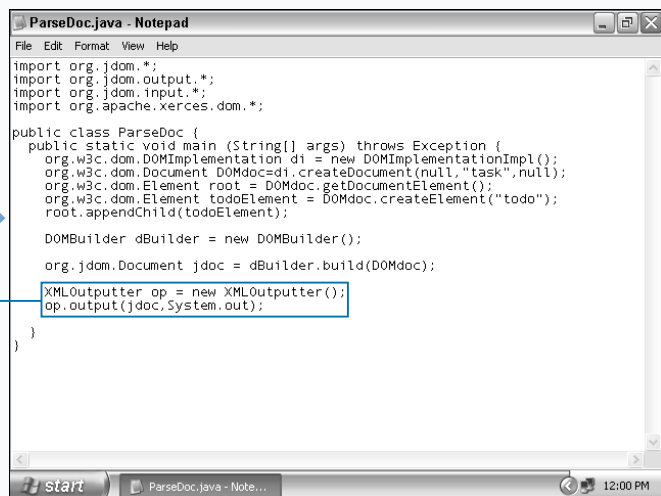 ParseDoc.java - Notepad
File Edit Format View Help
import org.jdom.*;
import org.jdom.output.*;
import org.jdom.input.*;
import org.apache.xerces.dom.*;
public class ParseDoc {
public static void main (String[] args) throws Exception {
org.w3c.dom.DOMImplementation di = new DOMImplementationImpl();
org.w3c.dom.Document DOMdoc=di.createDocument(null,"task",null);
org.w3c.dom.Element root = DOMdoc.getDocumentElement();
org.w3c.dom.Element todoElement = DOMdoc.createElement("todo");
root.appendChild(todoElement);
DOMBuilder dBuilder = new DOMBuilder();
org.jdom.Document jdoc = dBuilder.build(DOMdoc);
XMLOutputter op = new XMLOutputter();
op.output(jdoc,System.out);
}
}
start ParseDoc.java - Note... 12:00 PM